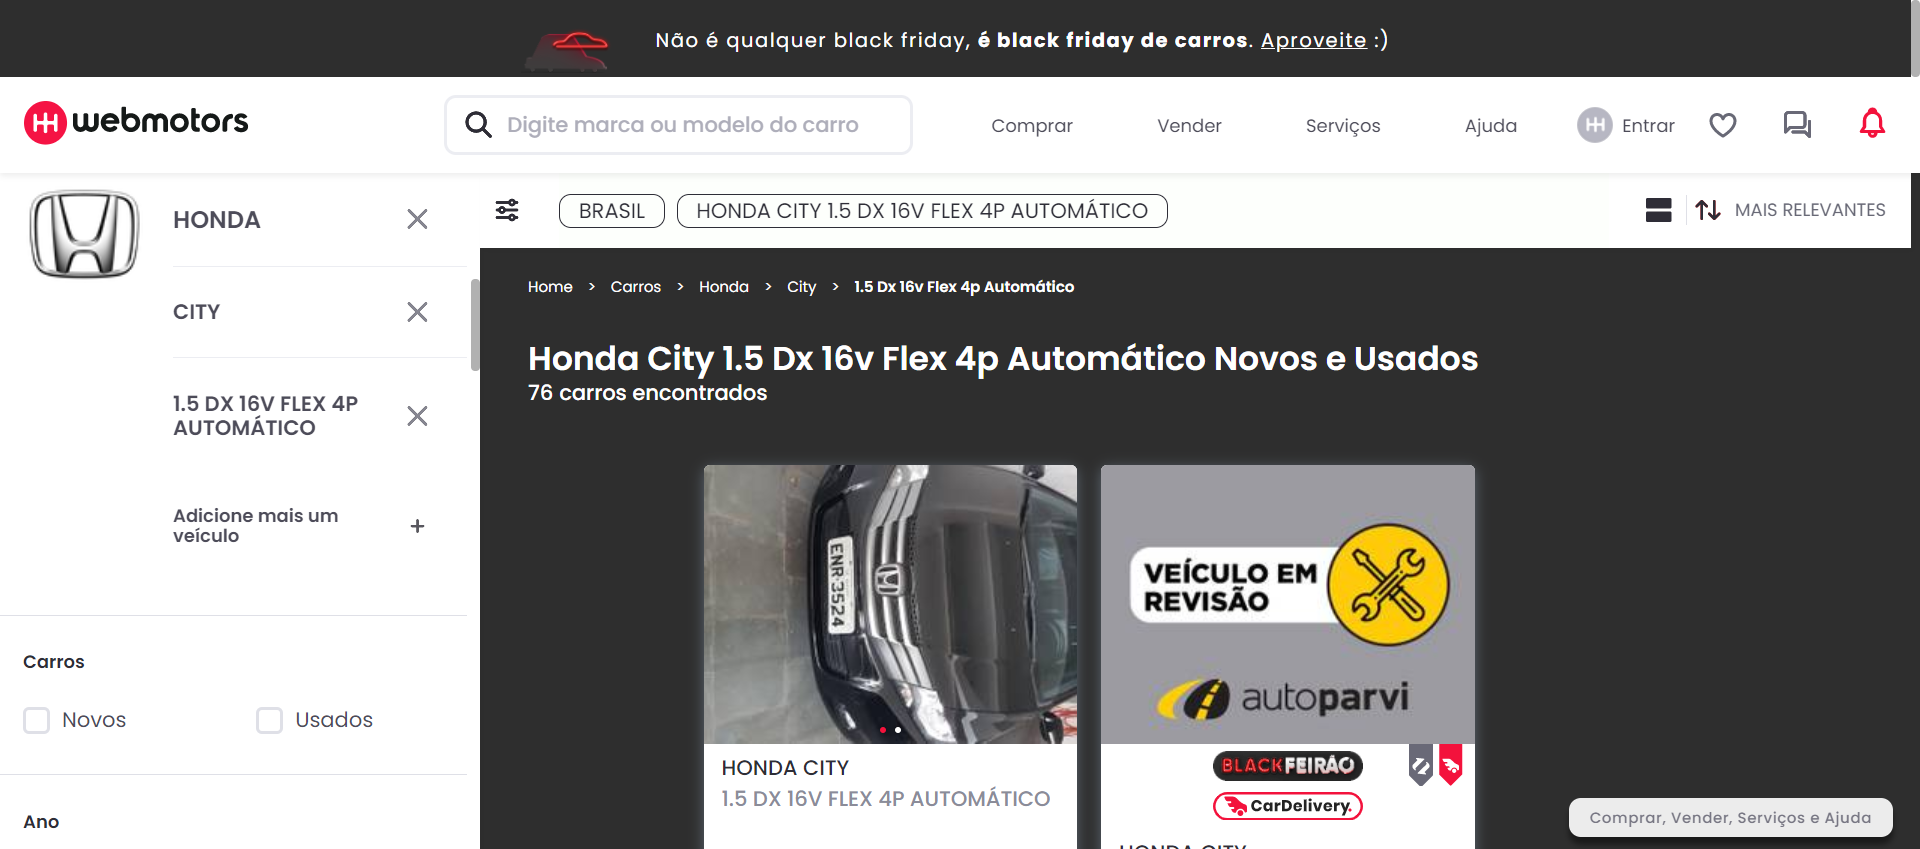 Não é qualquer black friday, é black friday de carros. Aproveite :)
webmotors
Digite marca ou modelo do carro
Comprar
Vender
Serviços
Ajuda
Entrar
HONDA
CITY
1.5 DX 16V FLEX 4P
AUTOMÁTICO
Adicione mais um
veículo
Carros
Novos
Usados
Ano
BRASIL
HONDA CITY 1.5 DX 16V FLEX 4P AUTOMÁTICO
MAIS RELEVANTES
Home > Carros > Honda > City > 1.5 Dx 16v Flex 4p Automático
Honda City 1.5 Dx 16v Flex 4p Automático Novos e Usados
76 carros encontrados
ENR-3524
HONDA CITY
1.5 DX 16V FLEX 4P AUTOMÁTICO
VEÍCULO EM
REVISÃO
autoparvi
BLACKFEIRÃO
CarDelivery.
HONDA CITY
Comprar, Vender, Serviços e Ajuda